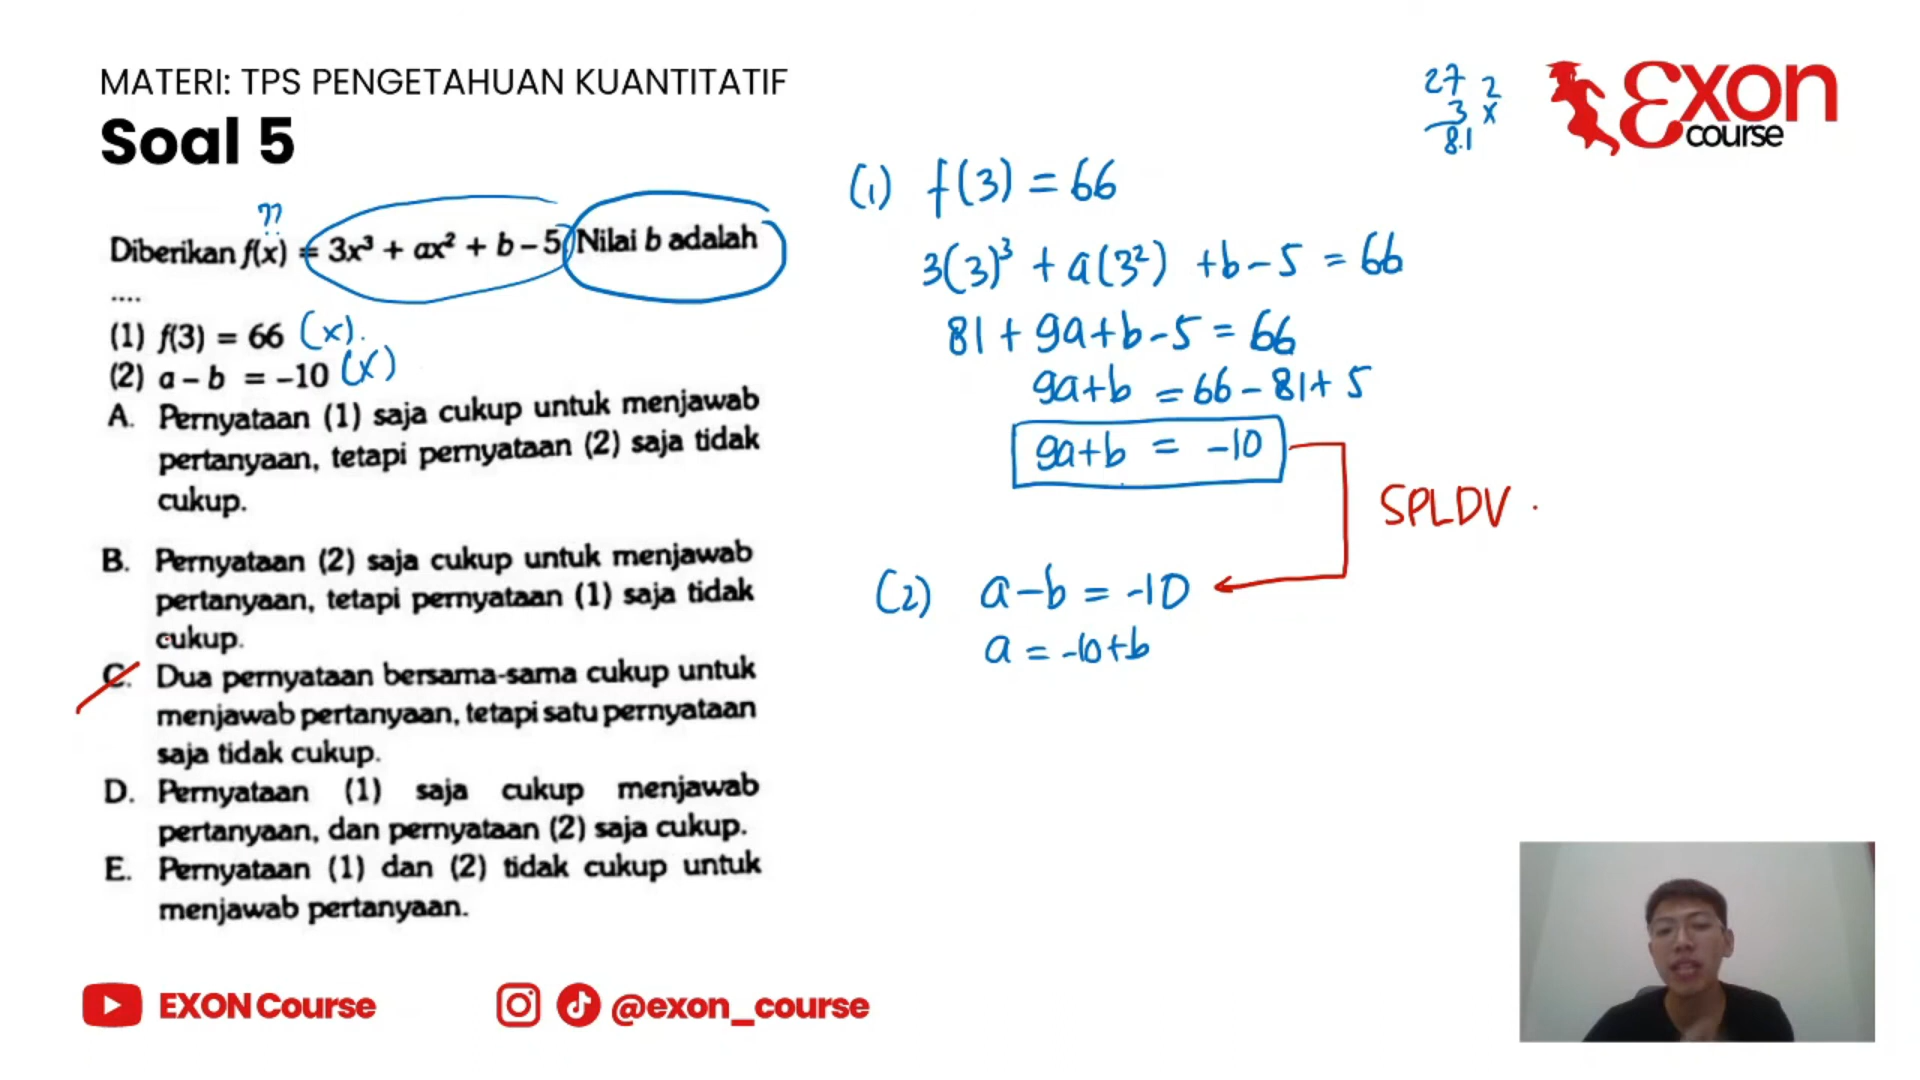 MATERI: TPS PENGETAHUAN KUANTITATIF
Soal 5
??
Diberikan f(x) = 3x³ + ax² + b – 5. Nilai b adalah
....
(1) f(3) = 66 (x).
(2) a – b = –10 (x)
A. Pernyataan (1) saja cukup untuk menjawab
pertanyaan, tetapi pernyataan (2) saja tidak
cukup.
B. Pernyataan (2) saja cukup untuk menjawab
pertanyaan, tetapi pernyataan (1) saja tidak
cukup.
C. Dua pernyataan bersama-sama cukup untuk
menjawab pertanyaan, tetapi satu pernyataan
saja tidak cukup.
D. Pernyataan (1) saja cukup menjawab
pertanyaan, dan pernyataan (2) saja cukup.
E. Pernyataan (1) dan (2) tidak cukup untuk
menjawab pertanyaan.
27 2
3 x
81
Exon
course
(1) f(3) = 66
3(3)³ + a(3²) + b – 5 = 66
81 + 9a + b – 5 = 66
9a + b = 66 – 81 + 5
9a + b = –10
SPLDV
(2) a – b = –10
a = –10 + b
EXON Course
@exon_course